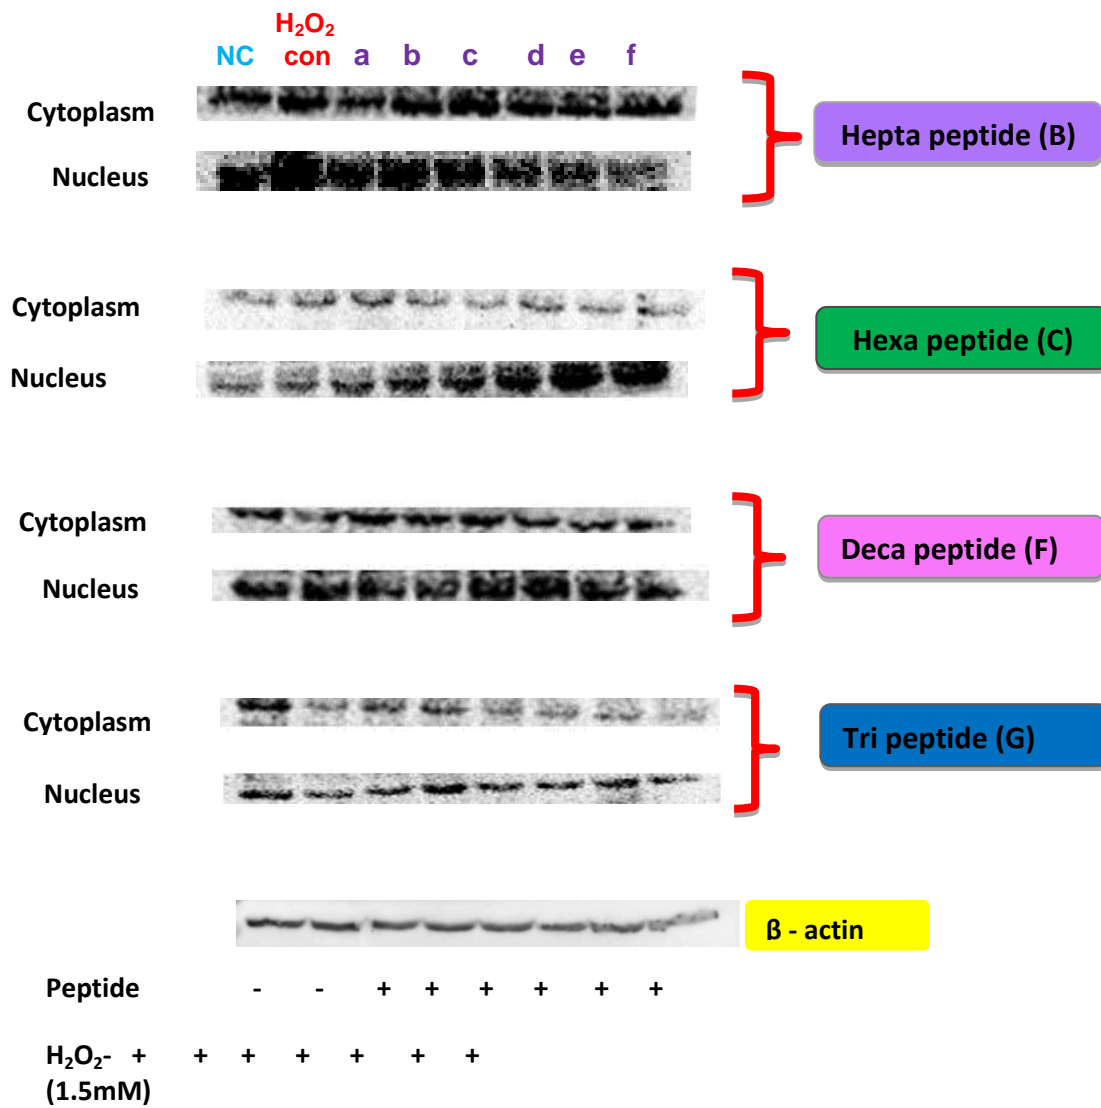 NC H₂O₂ con a b c d e f
Cytoplasm
Hepta peptide (B)
Nucleus
Cytoplasm
Hexa peptide (C)
Nucleus
Cytoplasm
Deca peptide (F)
Nucleus
Cytoplasm
Tri peptide (G)
Nucleus
ß - actin
Peptide - - + + + + + +
H₂O₂- + + + + + + +
(1.5mM)